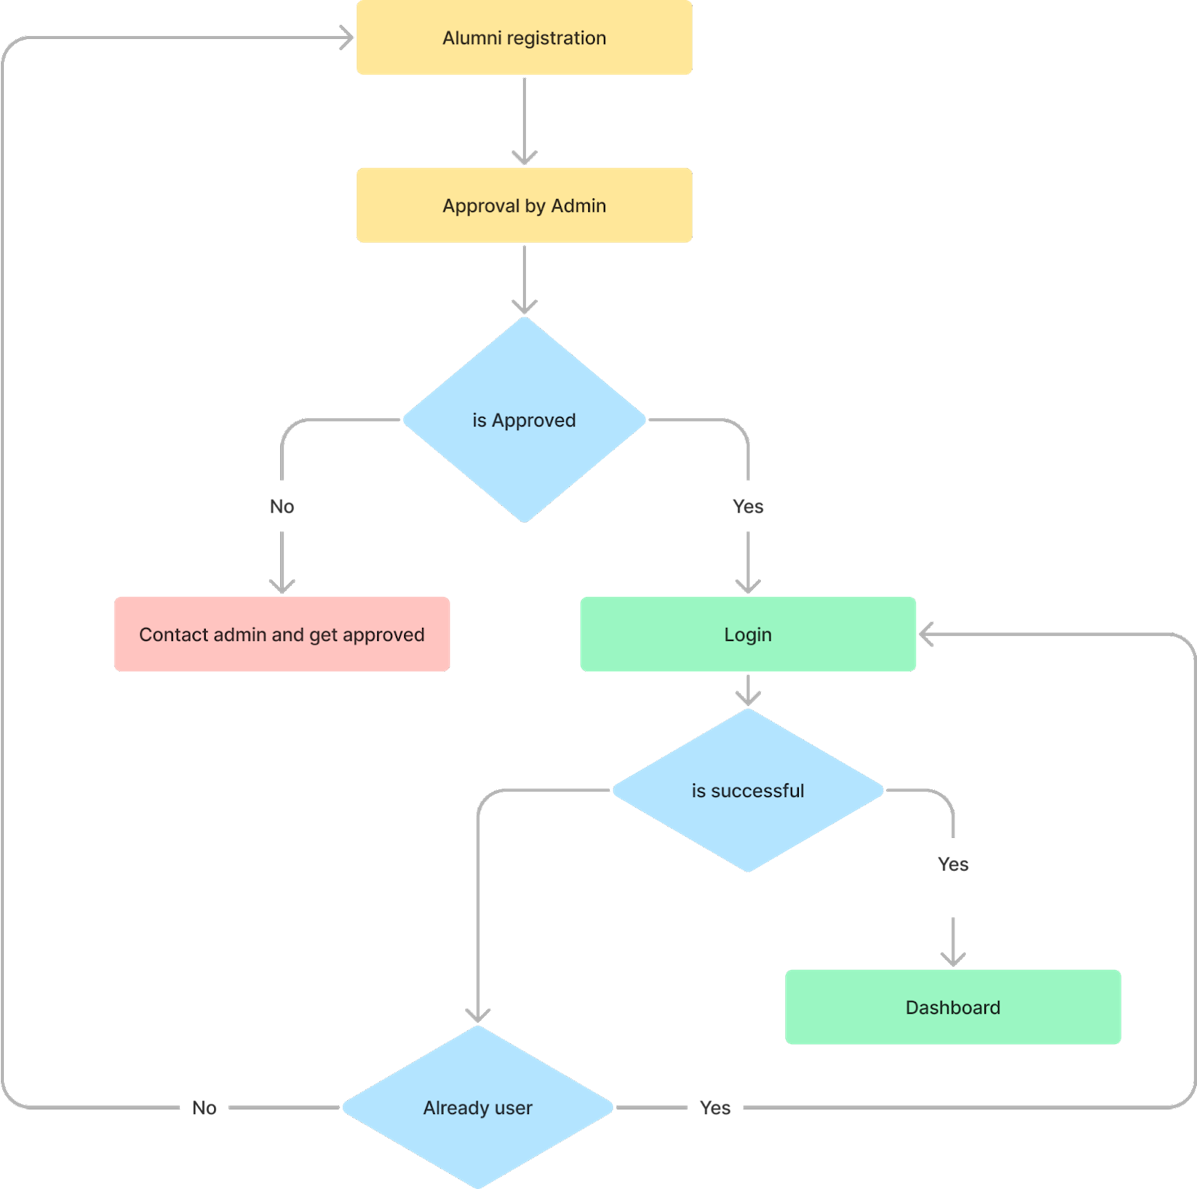 Alumni registration
Approval by Admin
is Approved
No
Yes
Contact admin and get approved
Login
is successful
Yes
Dashboard
Already user
No
Yes